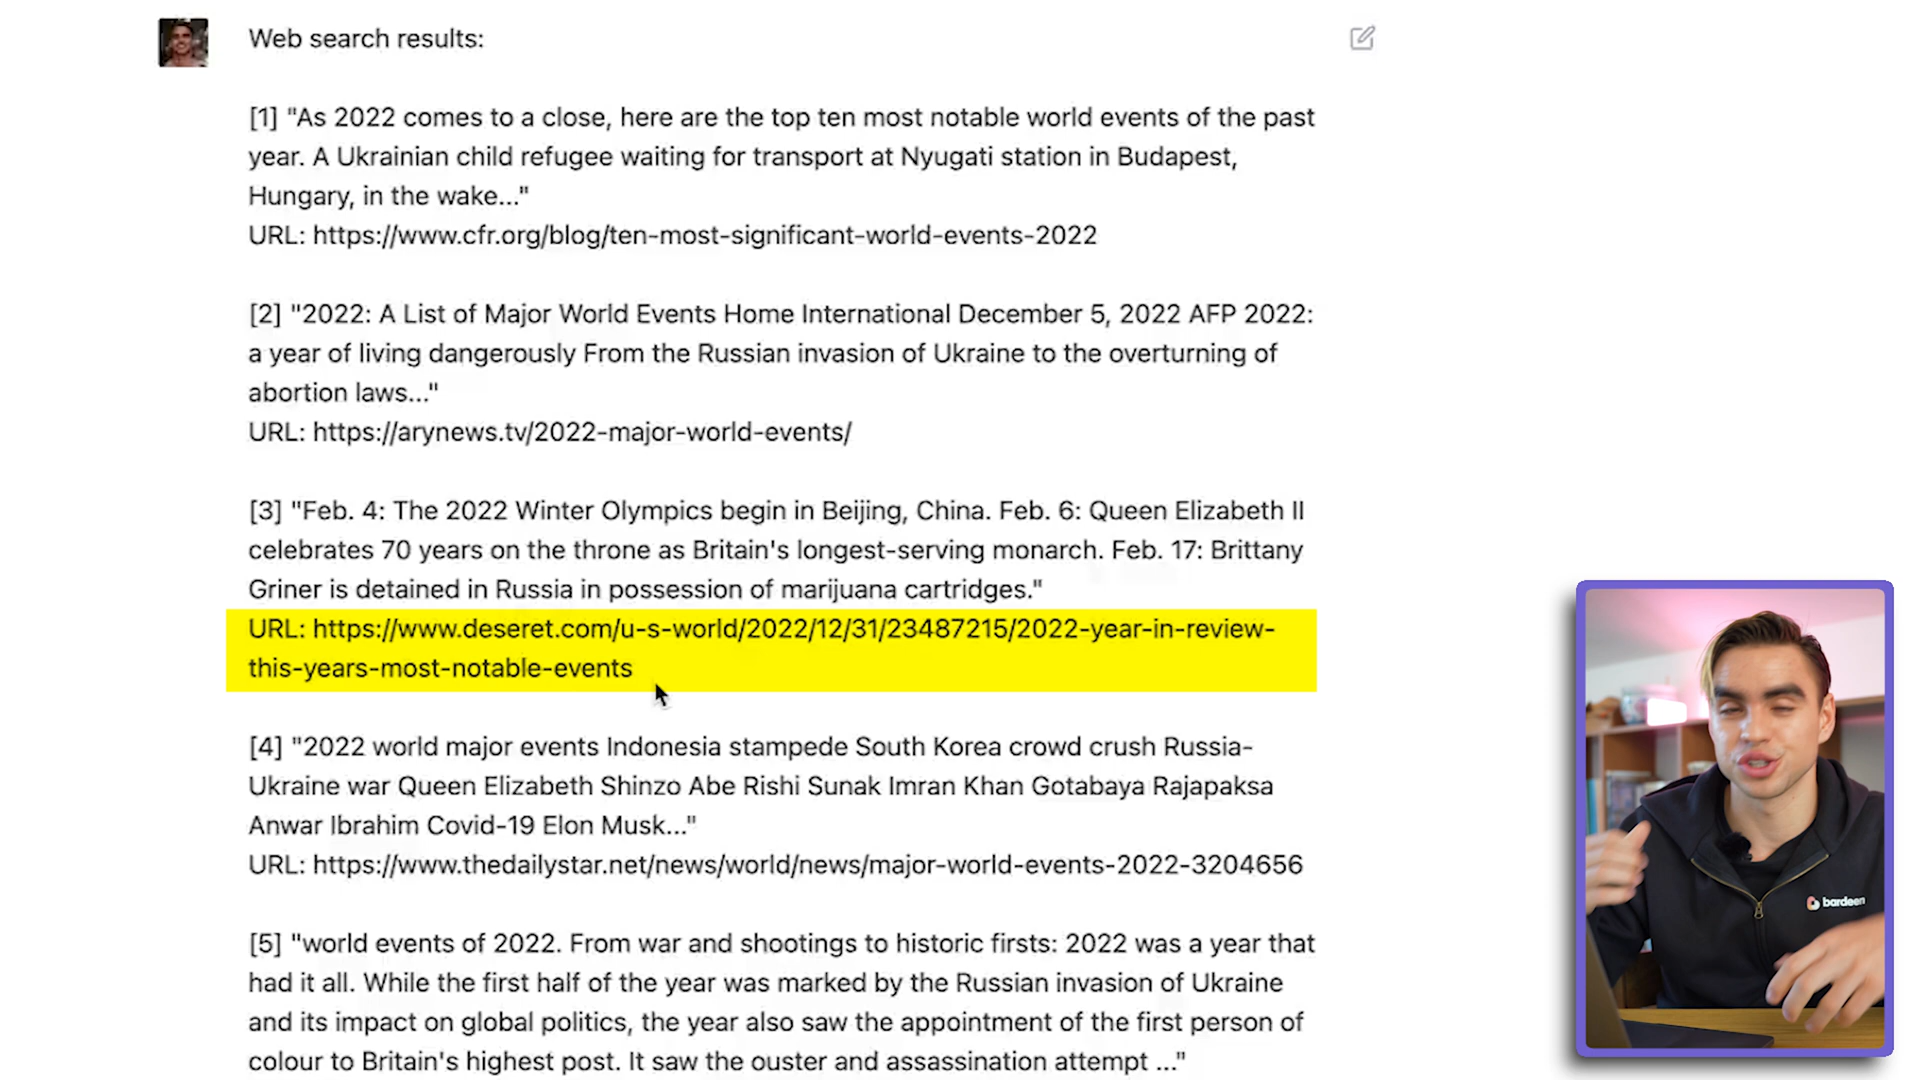 Web search results:
[1] "As 2022 comes to a close, here are the top ten most notable world events of the past
year. A Ukrainian child refugee waiting for transport at Nyugati station in Budapest,
Hungary, in the wake..."
URL: https://www.cfr.org/blog/ten-most-significant-world-events-2022
[2] "2022: A List of Major World Events Home International December 5, 2022 AFP 2022:
a year of living dangerously From the Russian invasion of Ukraine to the overturning of
abortion laws..."
URL: https://arynews.tv/2022-major-world-events/
[3] "Feb. 4: The 2022 Winter Olympics begin in Beijing, China. Feb. 6: Queen Elizabeth II
celebrates 70 years on the throne as Britain's longest-serving monarch. Feb. 17: Brittany
Griner is detained in Russia in possession of marijuana cartridges."
URL: https://www.deseret.com/u-s-world/2022/12/31/23487215/2022-year-in-review-
this-years-most-notable-events
[4] "2022 world major events Indonesia stampede South Korea crowd crush Russia-
Ukraine war Queen Elizabeth Shinzo Abe Rishi Sunak Imran Khan Gotabaya Rajapaksa
Anwar Ibrahim Covid-19 Elon Musk..."
URL: https://www.thedailystar.net/news/world/news/major-world-events-2022-3204656
[5] "world events of 2022. From war and shootings to historic firsts: 2022 was a year that
had it all. While the first half of the year was marked by the Russian invasion of Ukraine
and its impact on global politics, the year also saw the appointment of the first person of
colour to Britain's highest post. It saw the ouster and assassination attempt ..."
bardeen